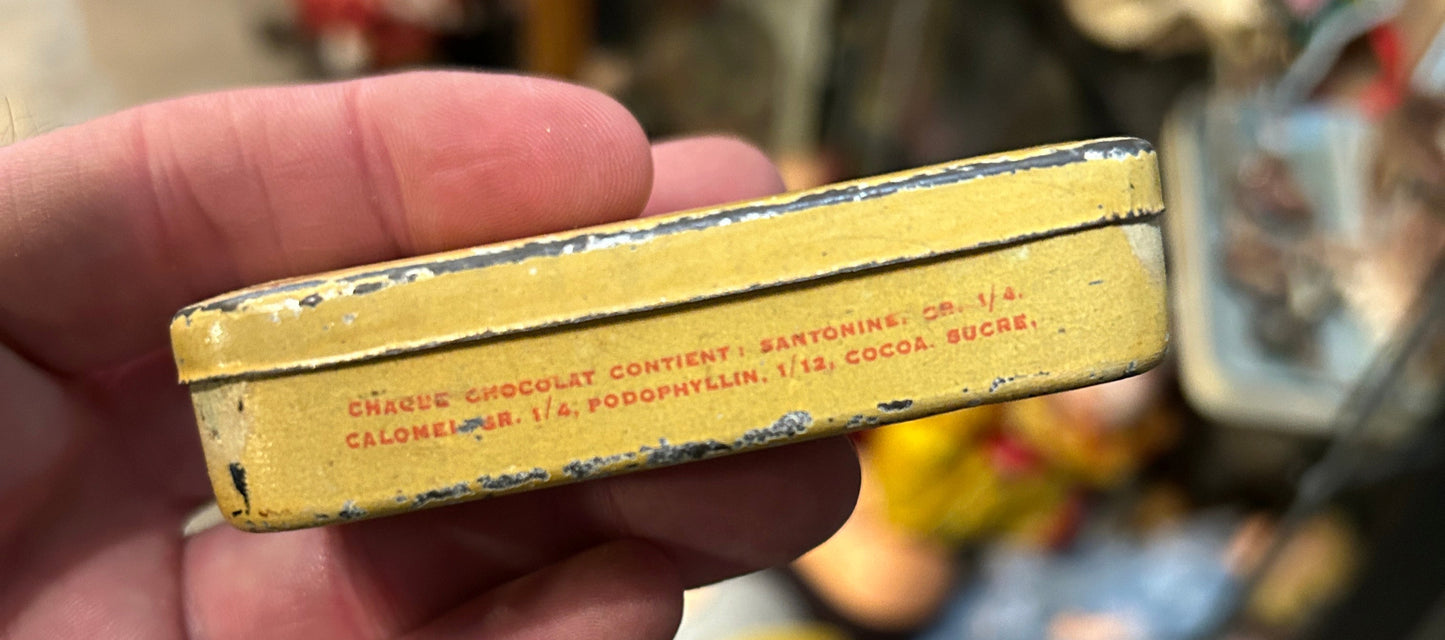 CHAQUE CHOCOLAT CONTIENT: SANTONINE. GR. 1/4.
CALOMEL GR. 1/4, PODOPHYLLIN. 1/12, COCOA. SUCRE,